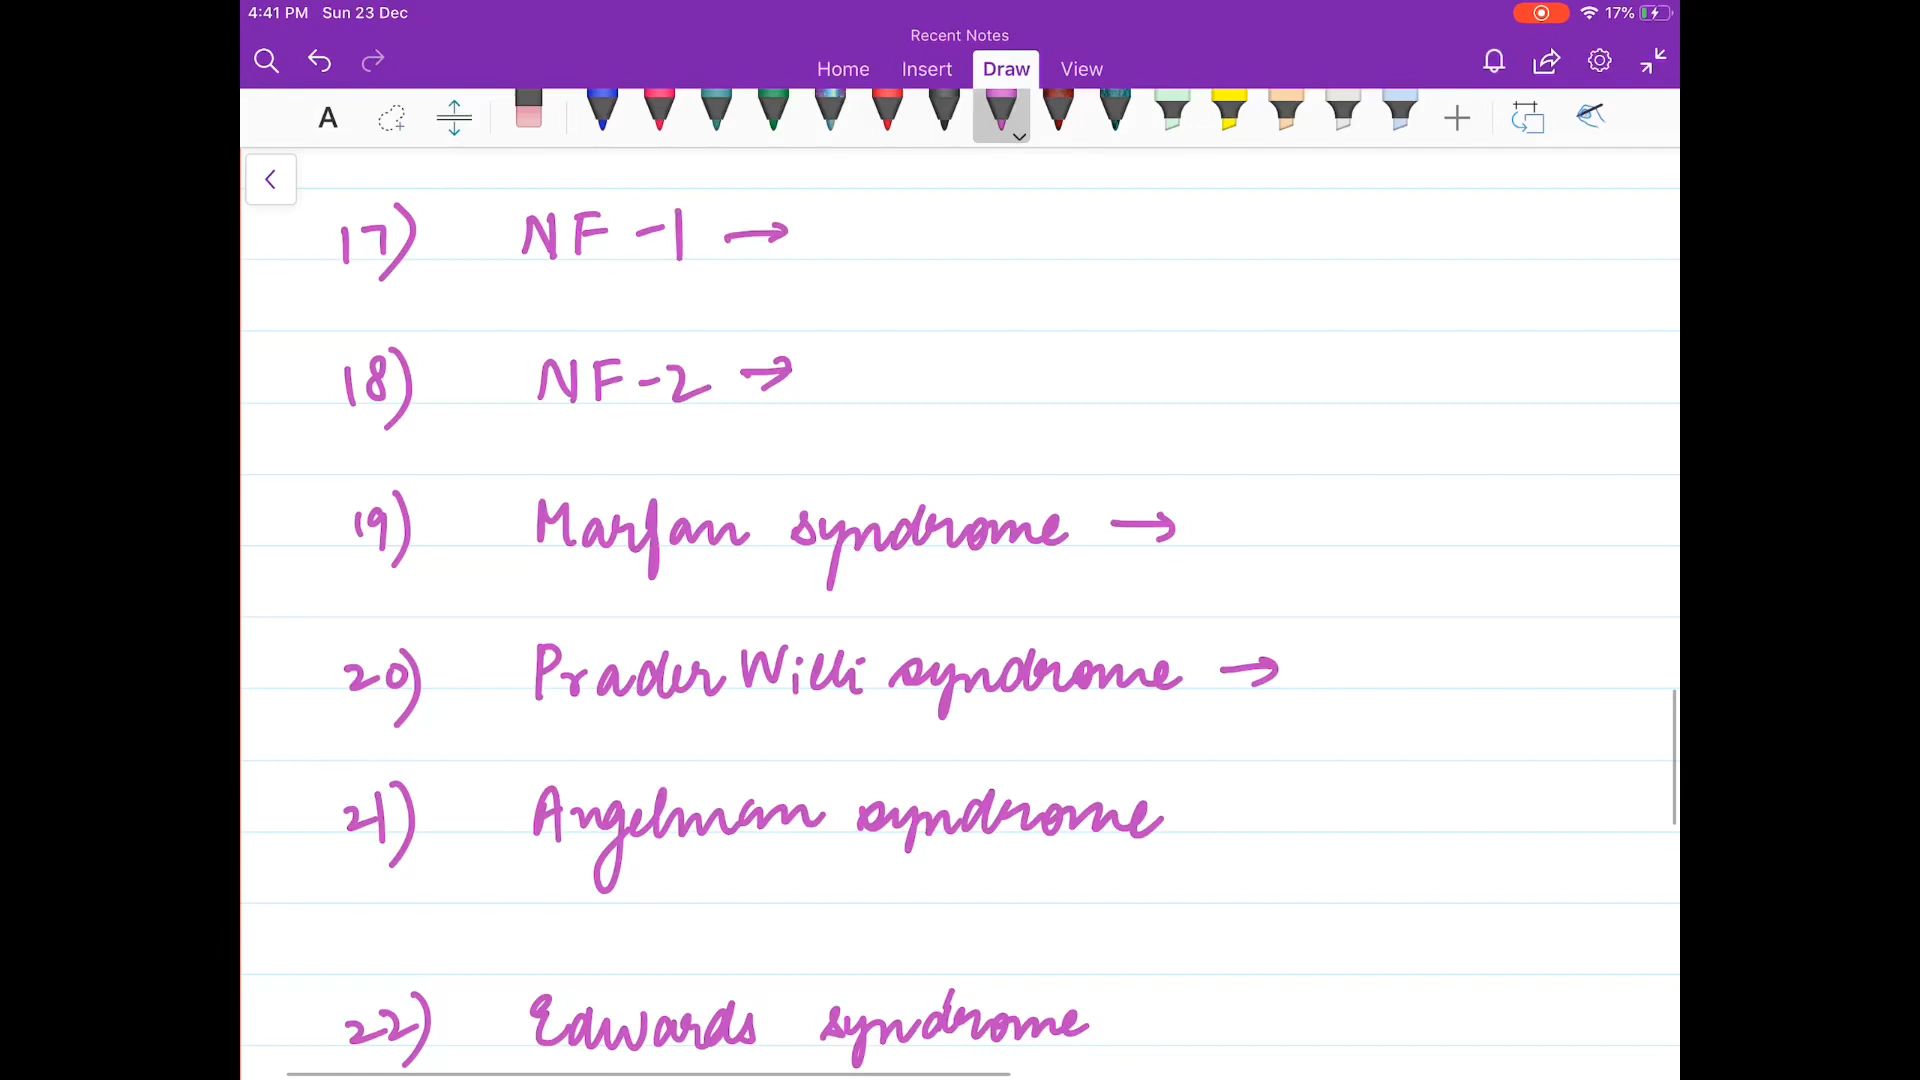 4:41 PM Sun 23 Dec
17%
Recent Notes
Home Insert Draw View
A
17) NF-1 →
18) NF-2 →
19) Marfan syndrome →
20) Prader Willi syndrome →
21) Angelman syndrome
22) Edwards syndrome